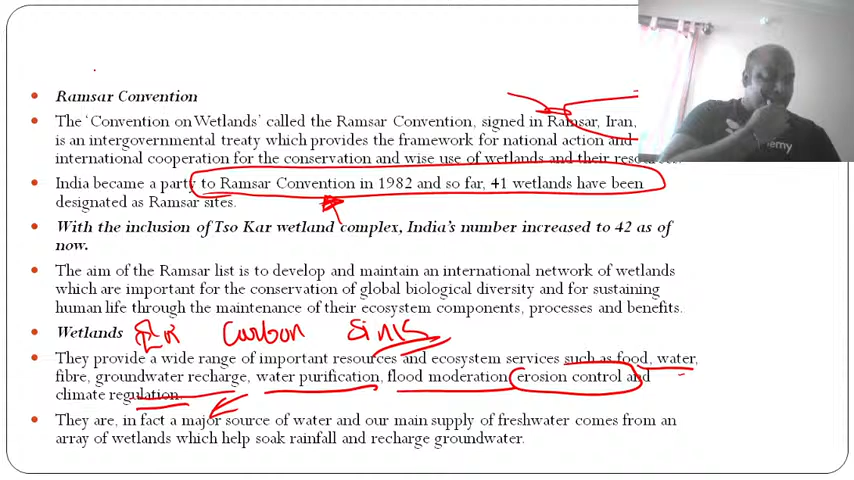 Ramsar Convention
The 'Convention on Wetlands' called the Ramsar Convention, signed in Ramsar, Iran,
is an intergovernmental treaty which provides the framework for national action and
international cooperation for the conservation and wise use of wetlands and their
India became a party to Ramsar Convention in 1982 and so far, 41 wetlands have been
designated as Ramsar sites.
With the inclusion of Tso Kar wetland complex, India's number increased to 42 as of
now.
The aim of the Ramsar list is to develop and maintain an international network of wetlands
which are important for the conservation of global biological diversity and for sustaining
human life through the maintenance of their ecosystem components, processes and benefits.
Wetlands Carbon Sinks
They provide a wide range of important resources and ecosystem services such as food, water,
fibre, groundwater recharge, water purification, flood moderation, erosion control and
climate regulation.
They are, in fact a major source of water and our main supply of freshwater comes from an
array of wetlands which help soak rainfall and recharge groundwater.